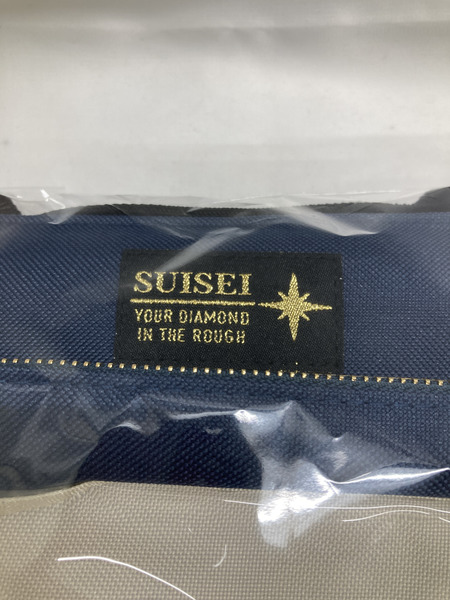 SUISEI
YOUR DIAMOND
IN THE ROUGH